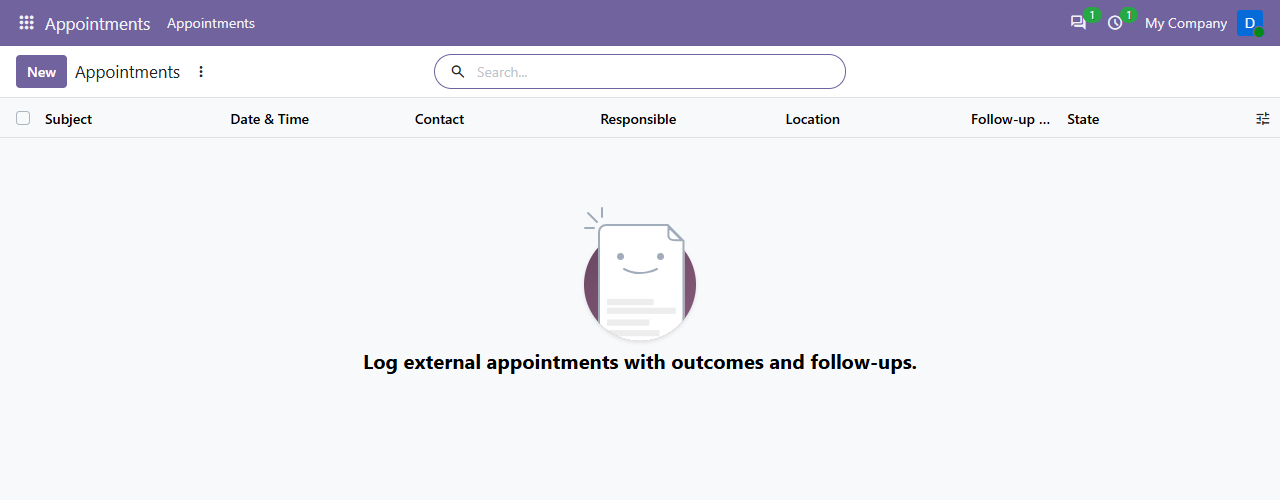 Appointments Appointments 1 1 My Company D
New Appointments Search...
Subject Date & Time Contact Responsible Location Follow-up ... State
Log external appointments with outcomes and follow-ups.